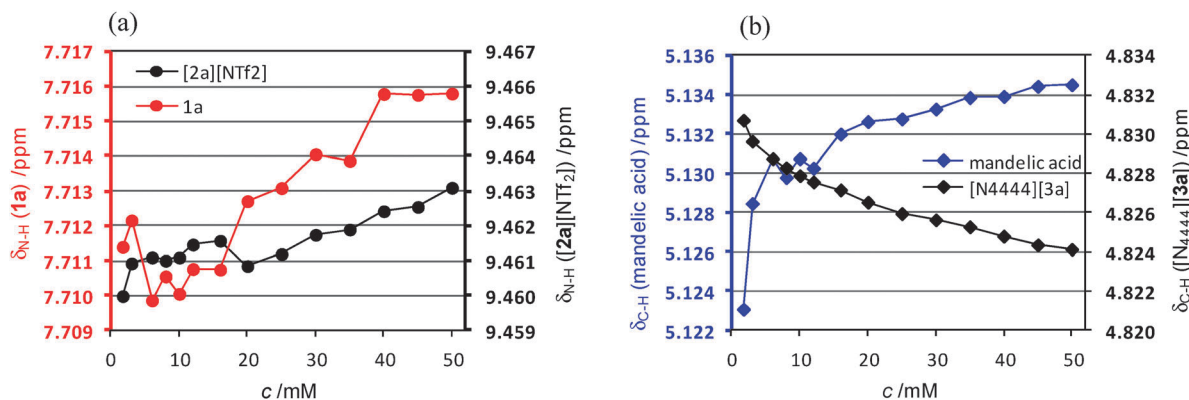 (a)
δN-H (1a) /ppm
7.717
7.716
7.715
7.714
7.713
7.712
7.711
7.710
7.709
[2a][NTf2]
1a
9.467
9.466
9.465
9.464
9.463
9.462
9.461
9.460
9.459
δN-H ([2a][NTf2]) /ppm
0 10 20 30 40 50
c /mM
(b)
δC-H (mandelic acid) /ppm
5.136
5.134
5.132
5.130
5.128
5.126
5.124
5.122
mandelic acid
[N4444][3a]
4.834
4.832
4.830
4.828
4.826
4.824
4.822
4.820
δC-H ([N4444][3a]) /ppm
0 10 20 30 40 50
c /mM